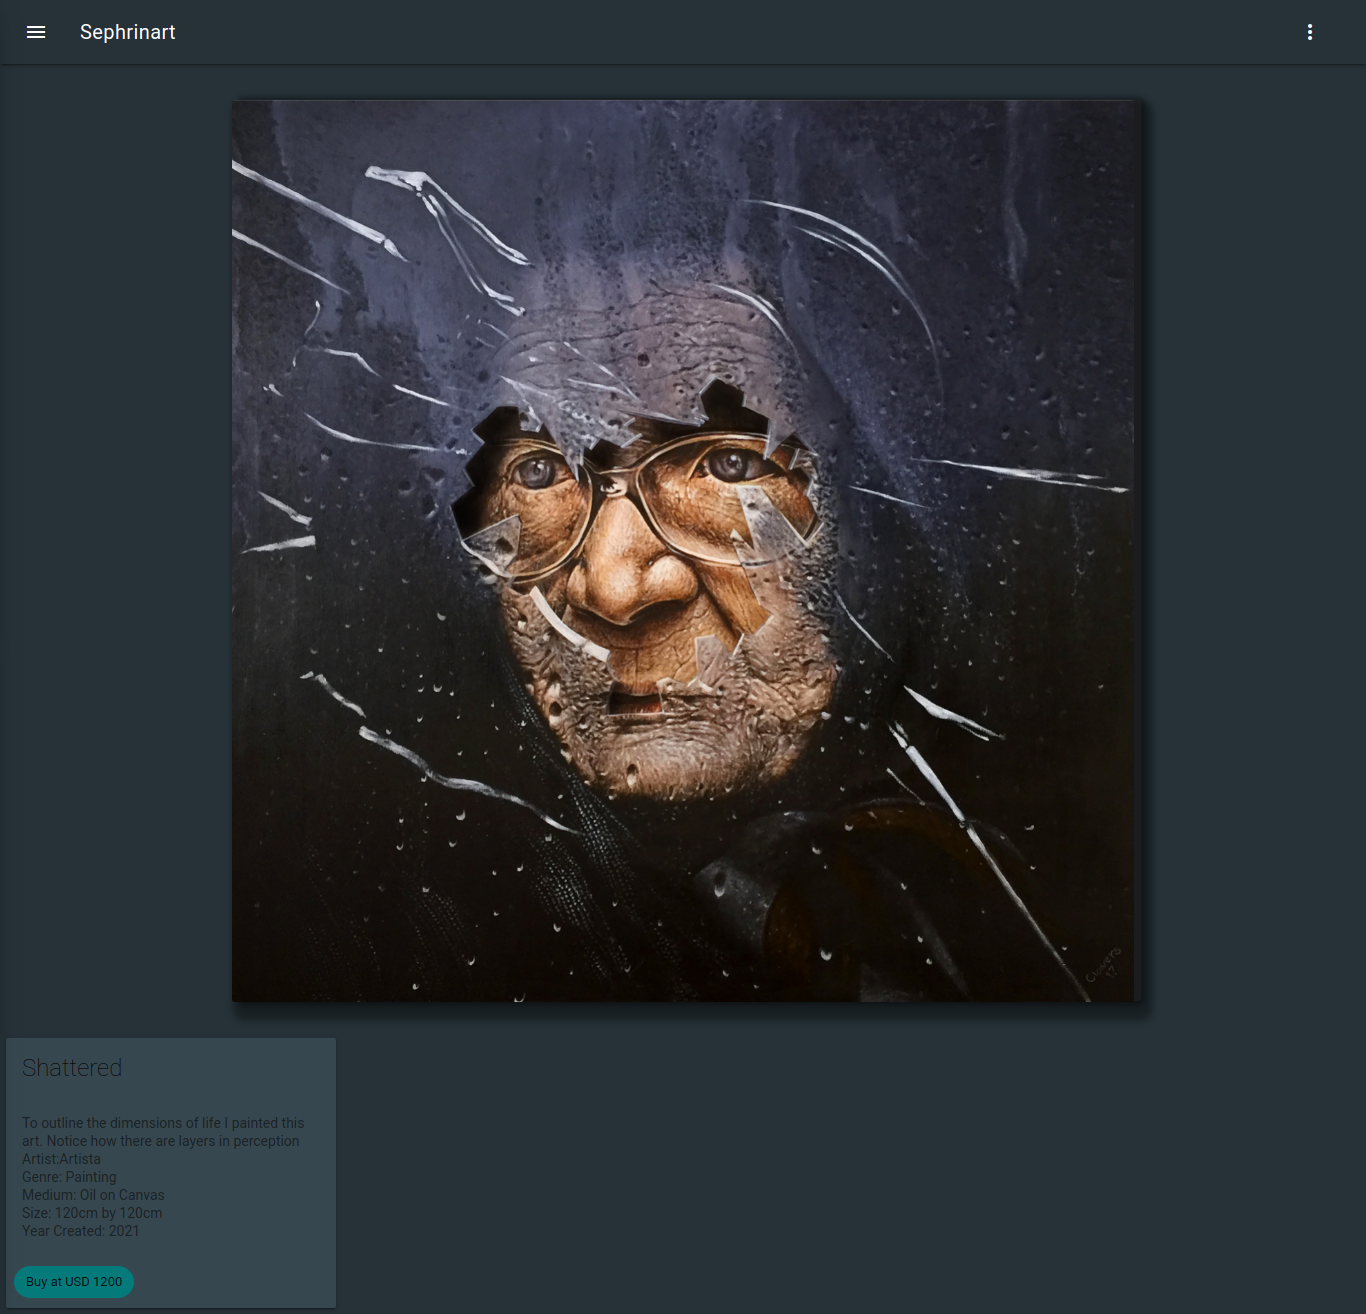 Sephrinart
Shattered
To outline the dimensions of life I painted this
art. Notice how there are layers in perception
Artist:Artista
Genre: Painting
Medium: Oil on Canvas
Size: 120cm by 120cm
Year Created: 2021
Buy at USD 1200